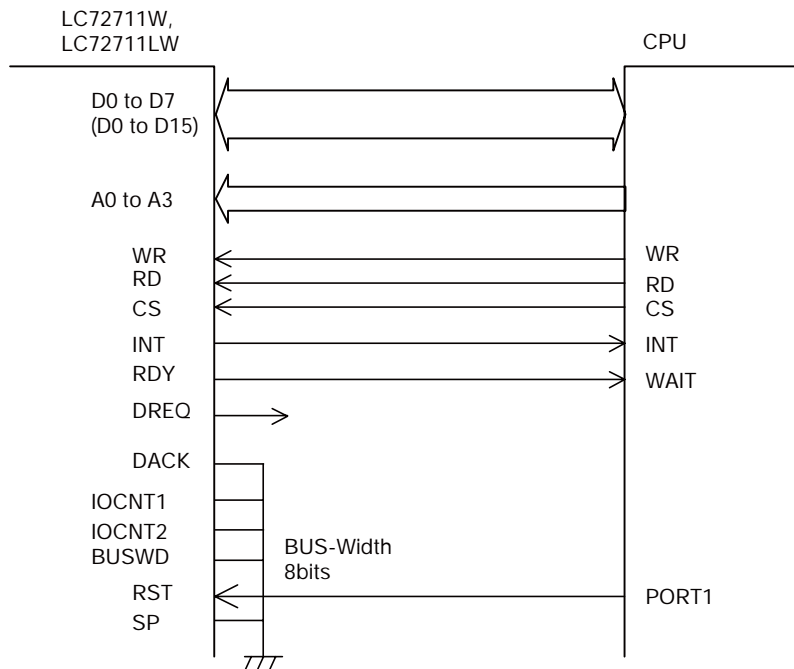 LC72711W,
LC72711LW
CPU
D0 to D7
(D0 to D15)
A0 to A3
WR
WR
RD
RD
CS
CS
INT
INT
RDY
WAIT
DREQ
DACK
IOCNT1
IOCNT2
BUSWD
BUS-Width
8bits
RST
PORT1
SP